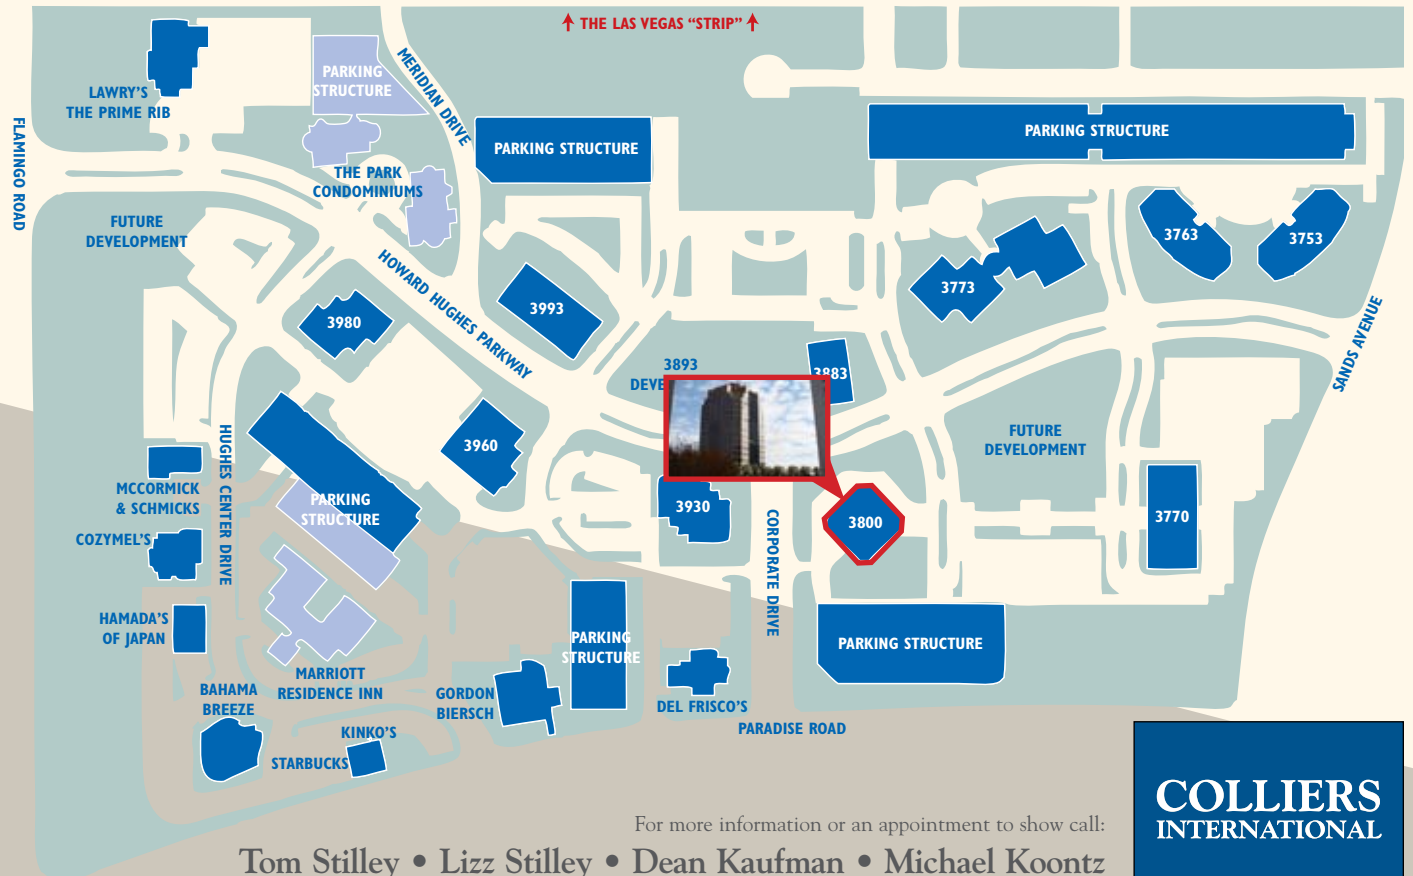 THE LAS VEGAS “STRIP”
LAWRY’S
THE PRIME RIB
PARKING
STRUCTURE
MERIDIAN DRIVE
FLAMINGO ROAD
PARKING STRUCTURE
PARKING STRUCTURE
THE PARK
CONDOMINIUMS
FUTURE
DEVELOPMENT
3763
3753
HOWARD HUGHES PARKWAY
3773
3993
3980
SANDS AVENUE
3893
DEVE
3883
3960
FUTURE
DEVELOPMENT
HUGHES CENTER DRIVE
MCCORMICK
& SCHMICKS
PARKING
STRUCTURE
3930
CORPORATE DRIVE
3800
3770
COZYMEL’S
HAMADA’S
OF JAPAN
PARKING
STRUCTURE
PARKING STRUCTURE
MARRIOTT
RESIDENCE INN
BAHAMA
BREEZE
GORDON
BIERSCH
DEL FRISCO’S
PARADISE ROAD
KINKO’S
STARBUCKS
COLLIERS
INTERNATIONAL
For more information or an appointment to show call:
Tom Stilley • Lizz Stilley • Dean Kaufman • Michael Koontz